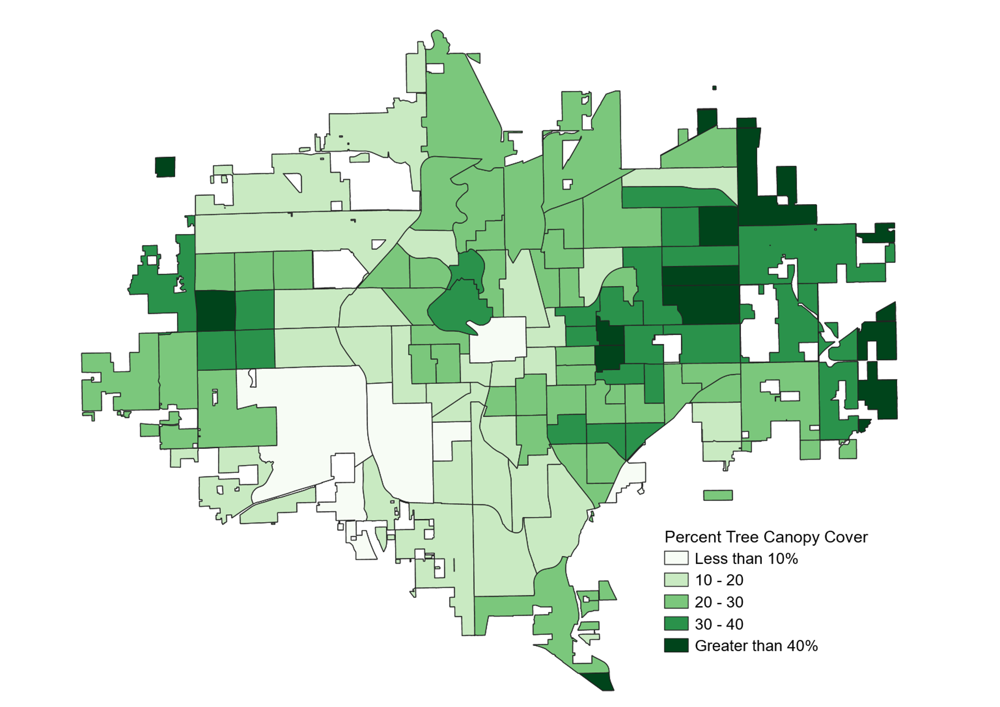 Percent Tree Canopy Cover
Less than 10%
10 - 20
20 - 30
30 - 40
Greater than 40%